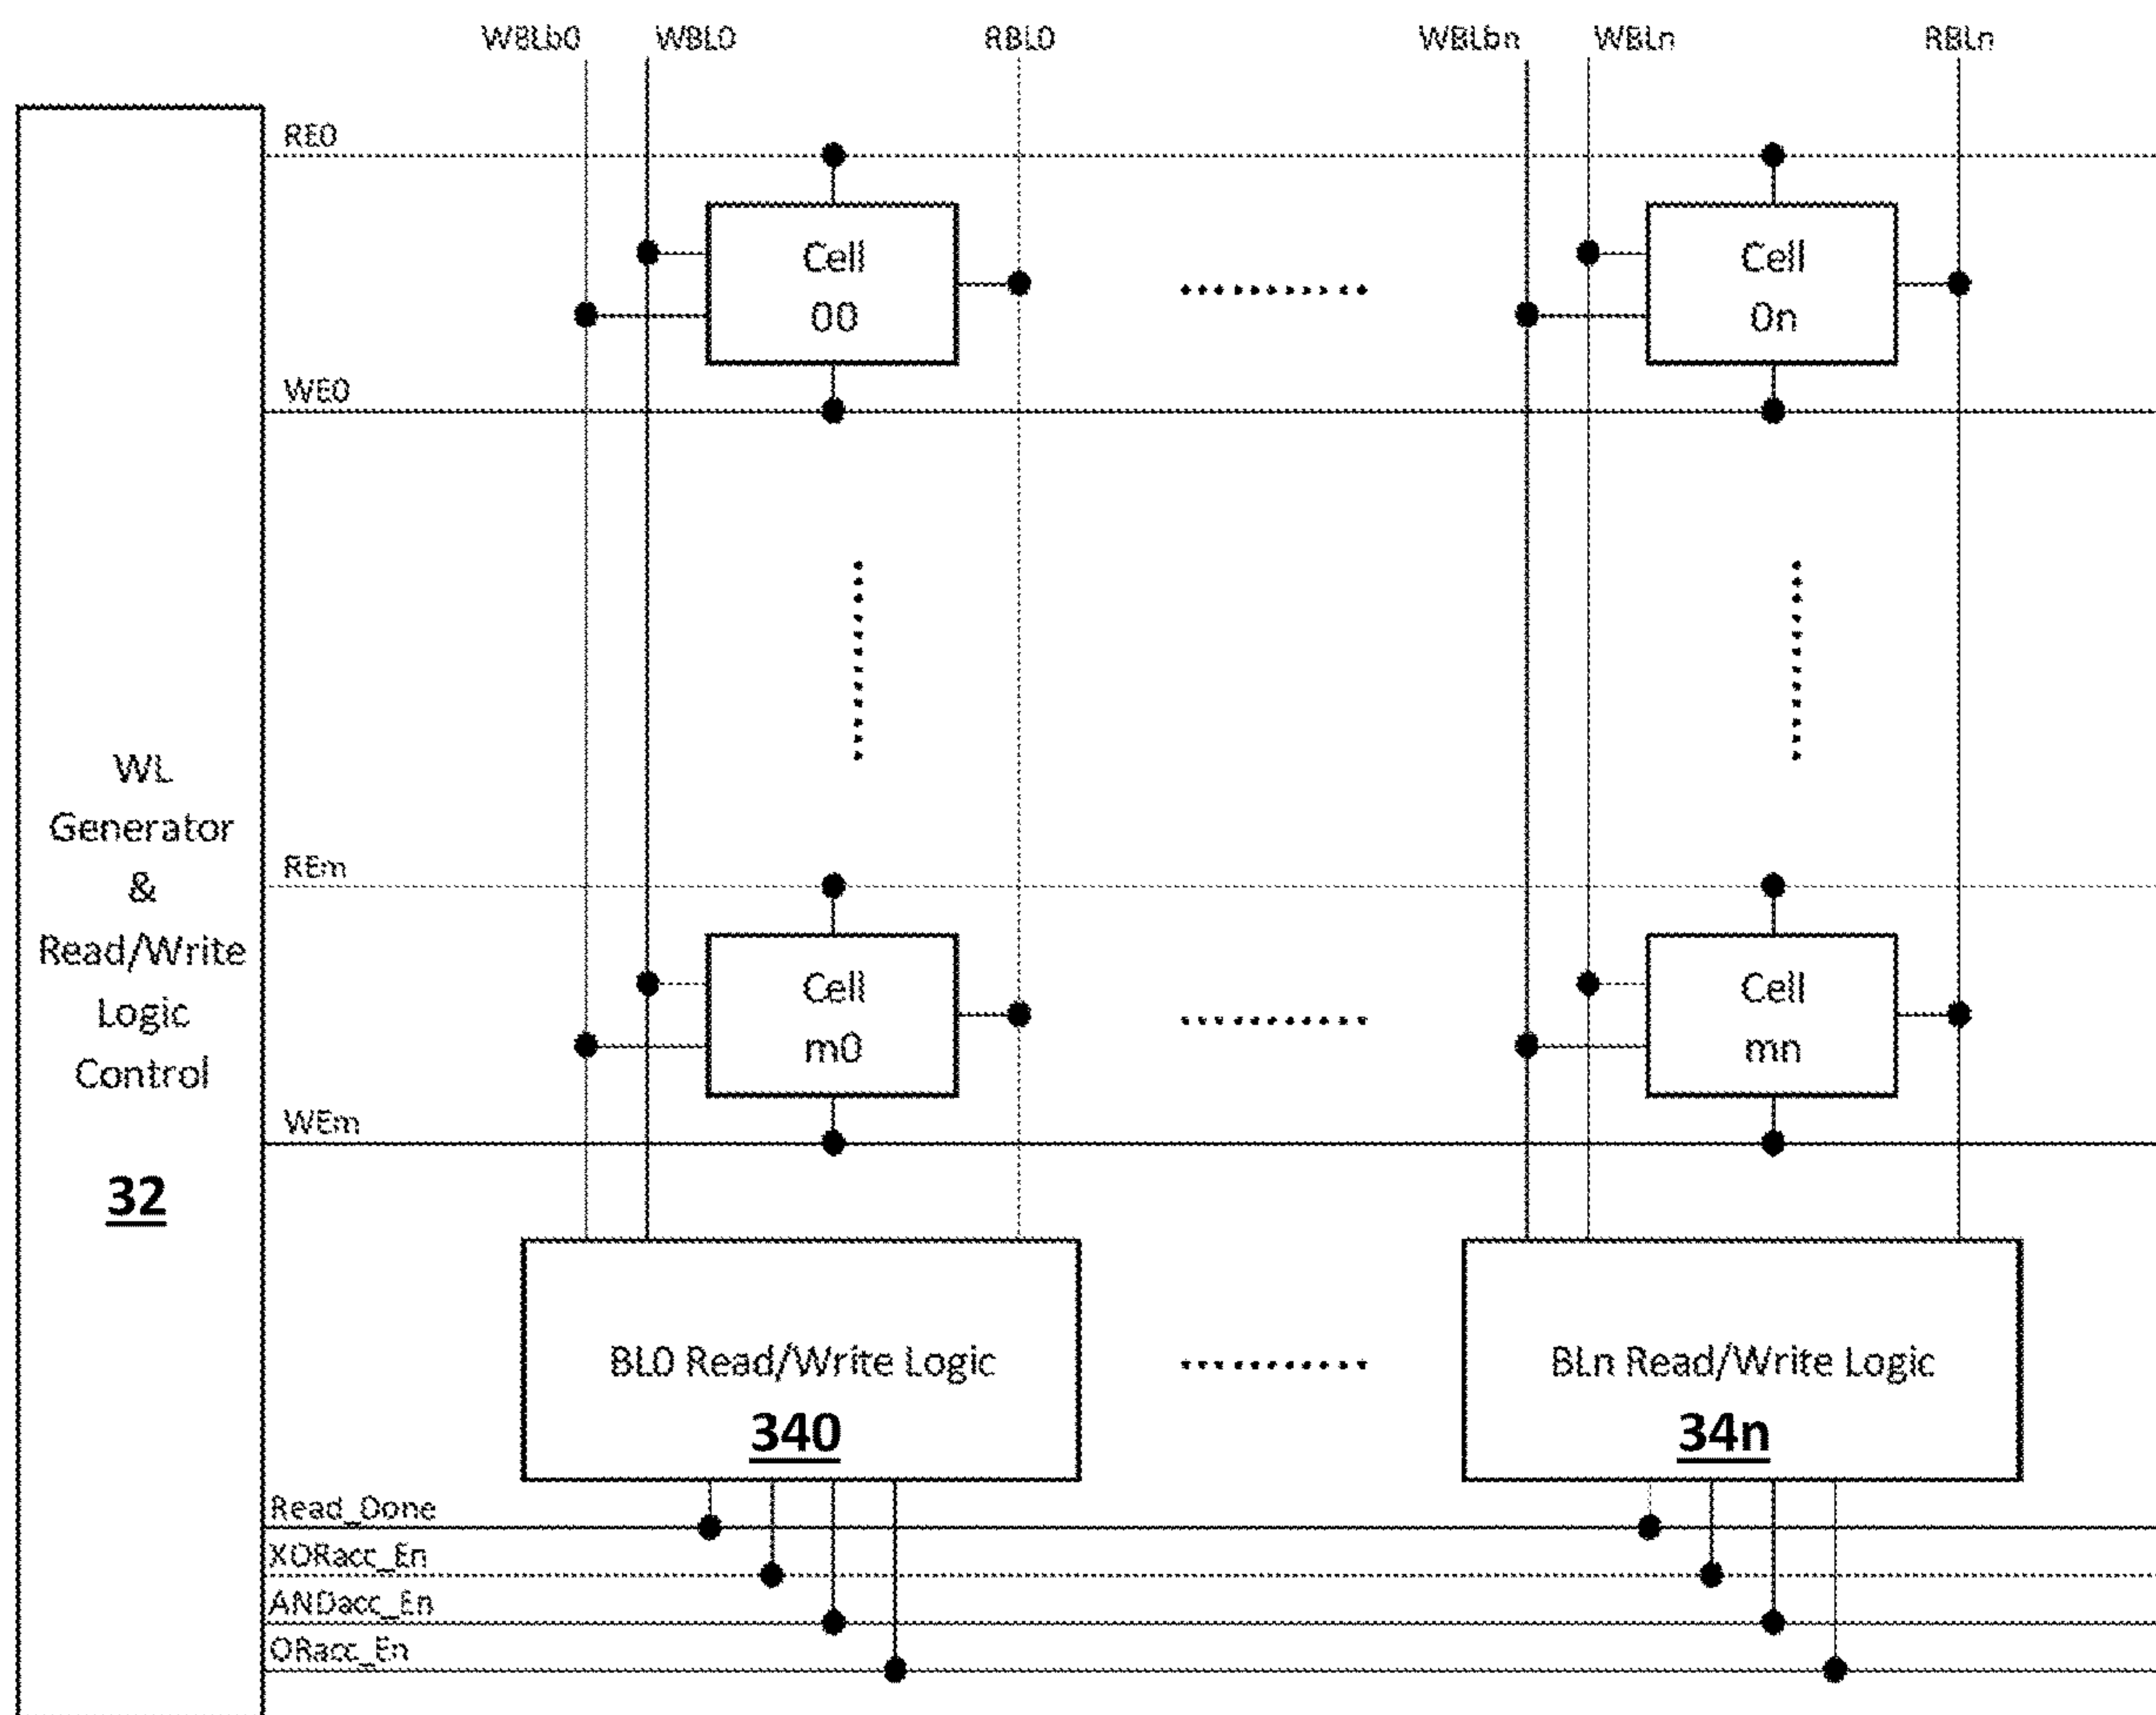 WBLb0 WBL0 RBL0 WBLbn WBLn RBLn
RE0
Cell
00
Cell
0n
WE0
WL
Generator
&
Read/Write
Logic
Control
32
REm
Cell
m0
Cell
mn
WEm
BL0 Read/Write Logic
340
BLn Read/Write Logic
34n
Read_Done
XORacc_En
ANDacc_En
ORacc_En